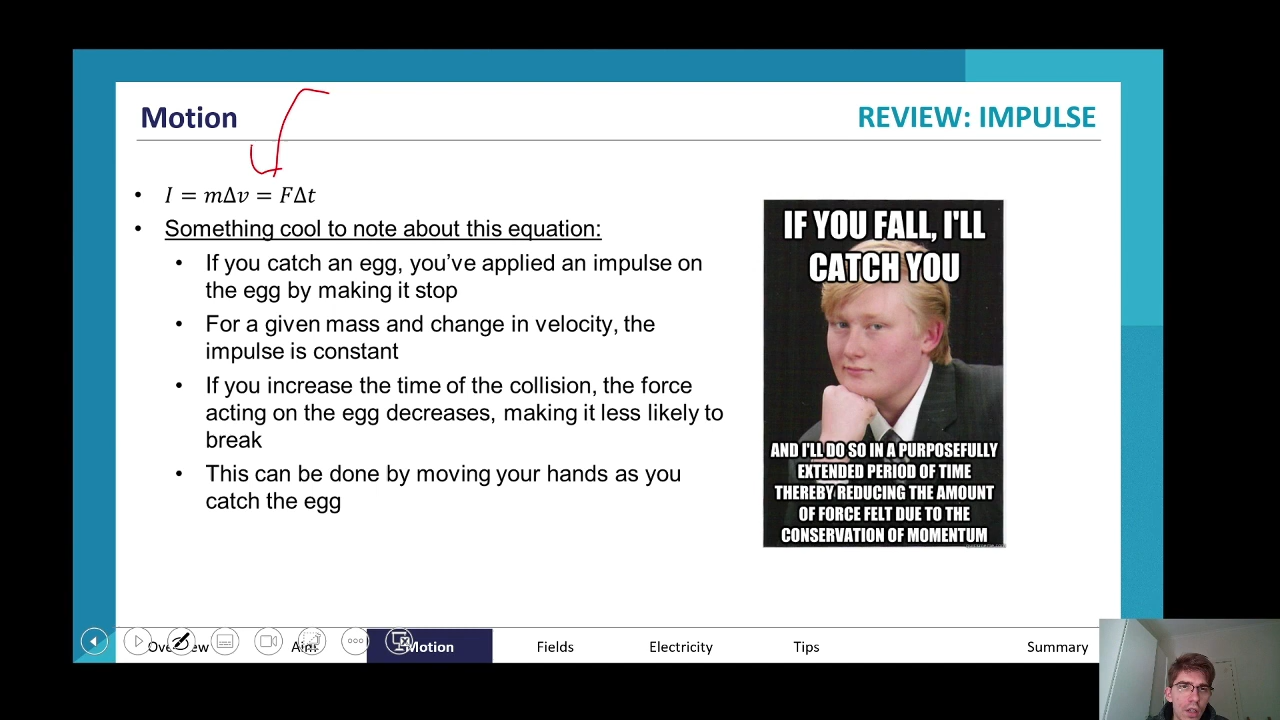 Motion
REVIEW: IMPULSE
• I = mΔv = FΔt
• Something cool to note about this equation:
• If you catch an egg, you’ve applied an impulse on
the egg by making it stop
• For a given mass and change in velocity, the
impulse is constant
• If you increase the time of the collision, the force
acting on the egg decreases, making it less likely to
break
• This can be done by moving your hands as you
catch the egg
IF YOU FALL, I'LL
CATCH YOU
AND I'LL DO SO IN A PURPOSEFULLY
EXTENDED PERIOD OF TIME
THEREBY REDUCING THE AMOUNT
OF FORCE FELT DUE TO THE
CONSERVATION OF MOMENTUM
Overview Aim Motion Fields Electricity Tips Summary